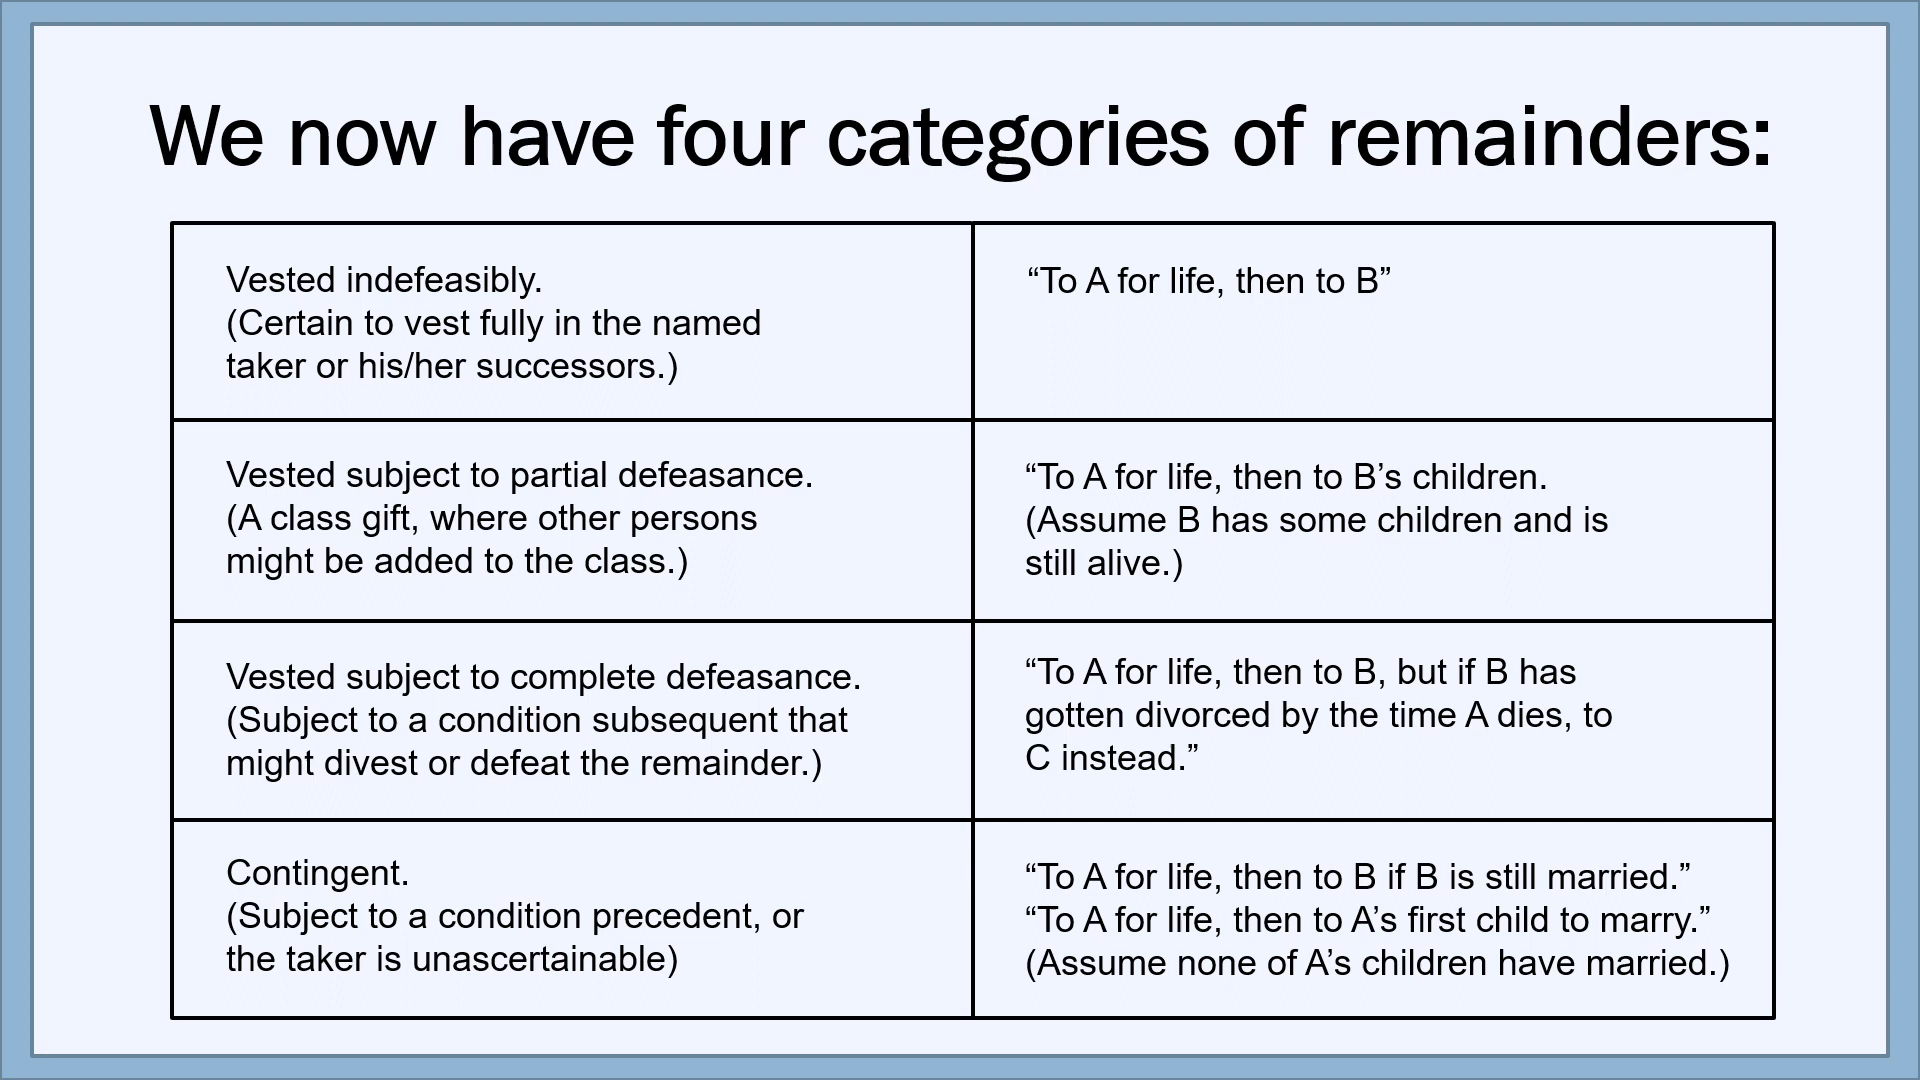 We now have four categories of remainders:
Vested indefeasibly.
(Certain to vest fully in the named
taker or his/her successors.)
“To A for life, then to B”
Vested subject to partial defeasance.
(A class gift, where other persons
might be added to the class.)
“To A for life, then to B’s children.
(Assume B has some children and is
still alive.)
Vested subject to complete defeasance.
(Subject to a condition subsequent that
might divest or defeat the remainder.)
“To A for life, then to B, but if B has
gotten divorced by the time A dies, to
C instead.”
Contingent.
(Subject to a condition precedent, or
the taker is unascertainable)
“To A for life, then to B if B is still married.”
“To A for life, then to A’s first child to marry.”
(Assume none of A’s children have married.)